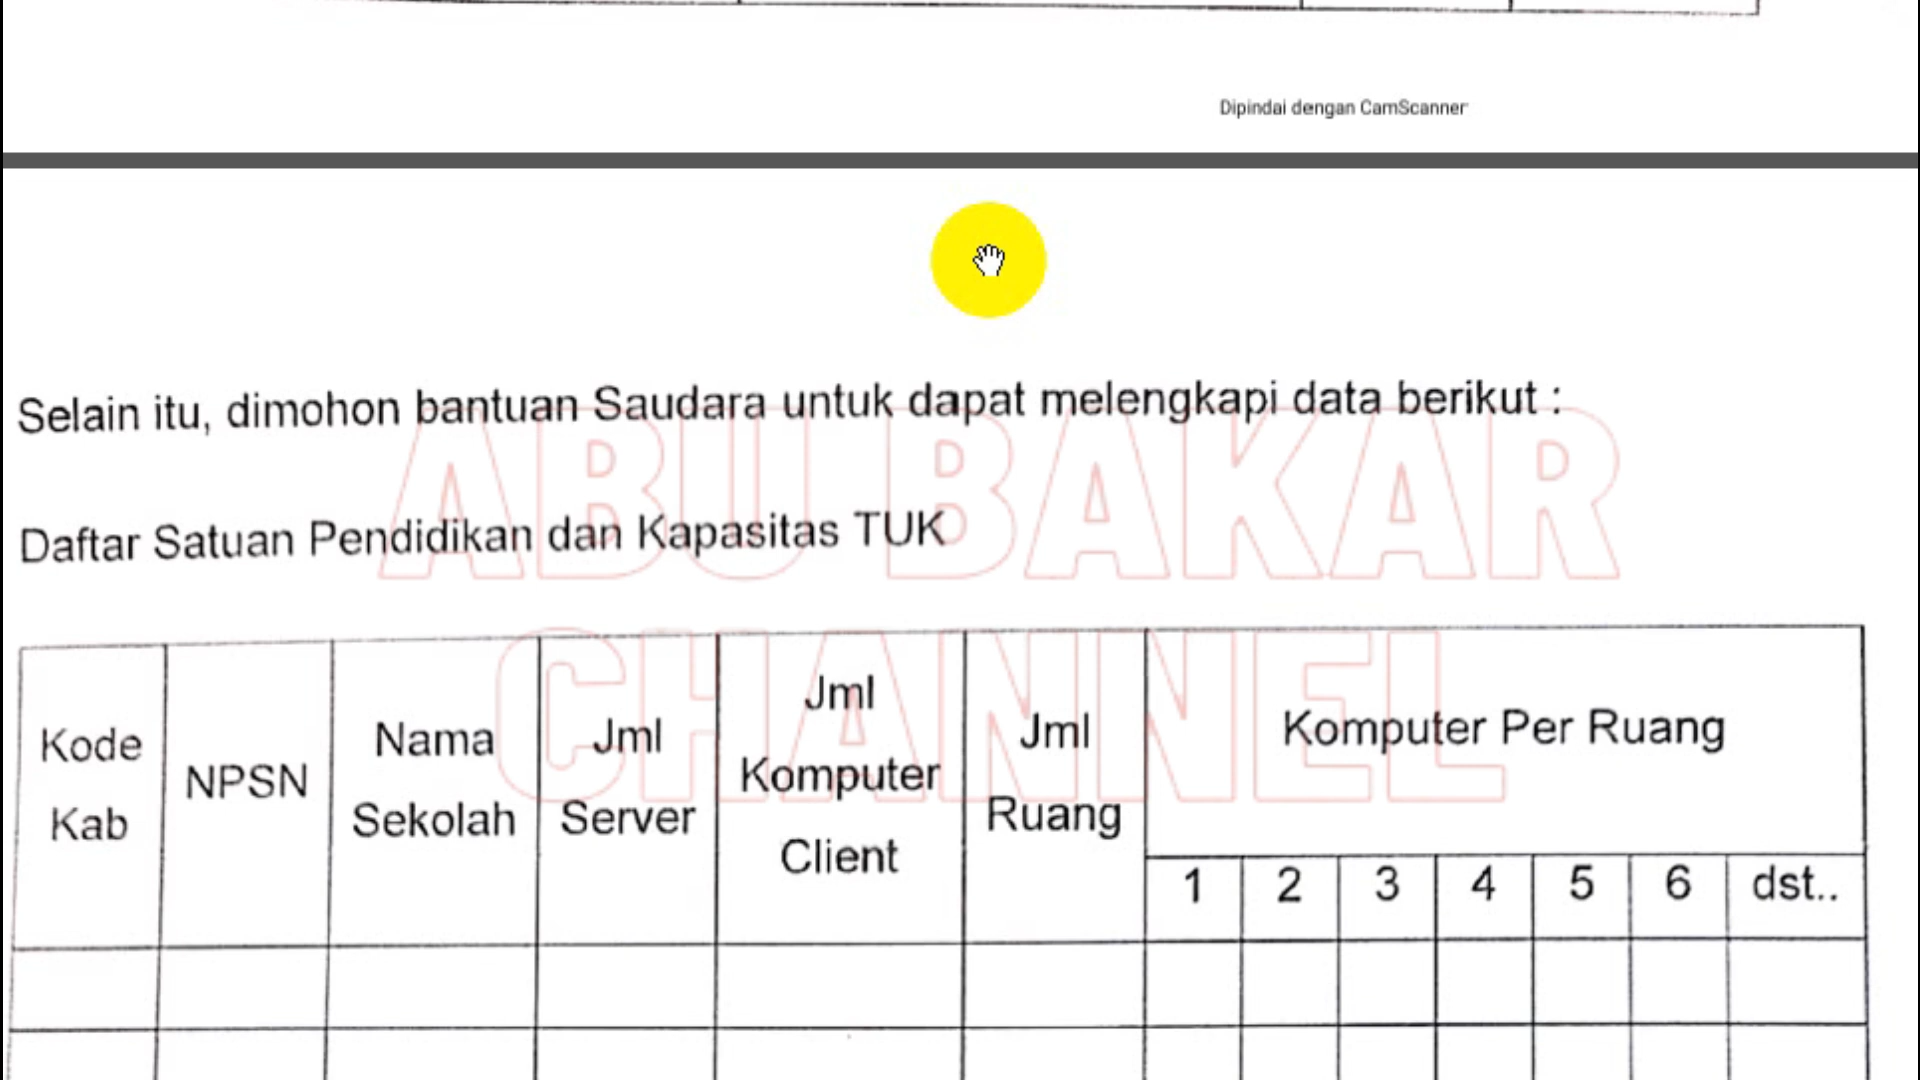 Dipindai dengan CamScanner
Selain itu, dimohon bantuan Saudara untuk dapat melengkapi data berikut :
ABU BAKAR
Daftar Satuan Pendidikan dan Kapasitas TUK
CHANNEL
Kode
Kab
NPSN
Nama
Sekolah
Jml
Server
Jml
Komputer
Client
Jml
Ruang
Komputer Per Ruang
1 2 3 4 5 6 dst..